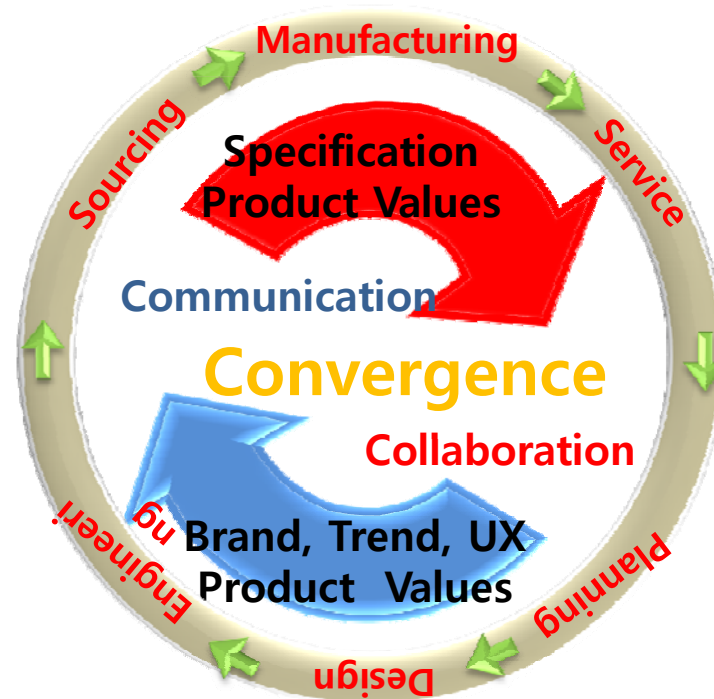 Manufacturing
Service
Planning
Design
Engineeri
ng
Sourcing
Specification
Product Values
Communication
Convergence
Collaboration
Brand, Trend, UX
Product Values